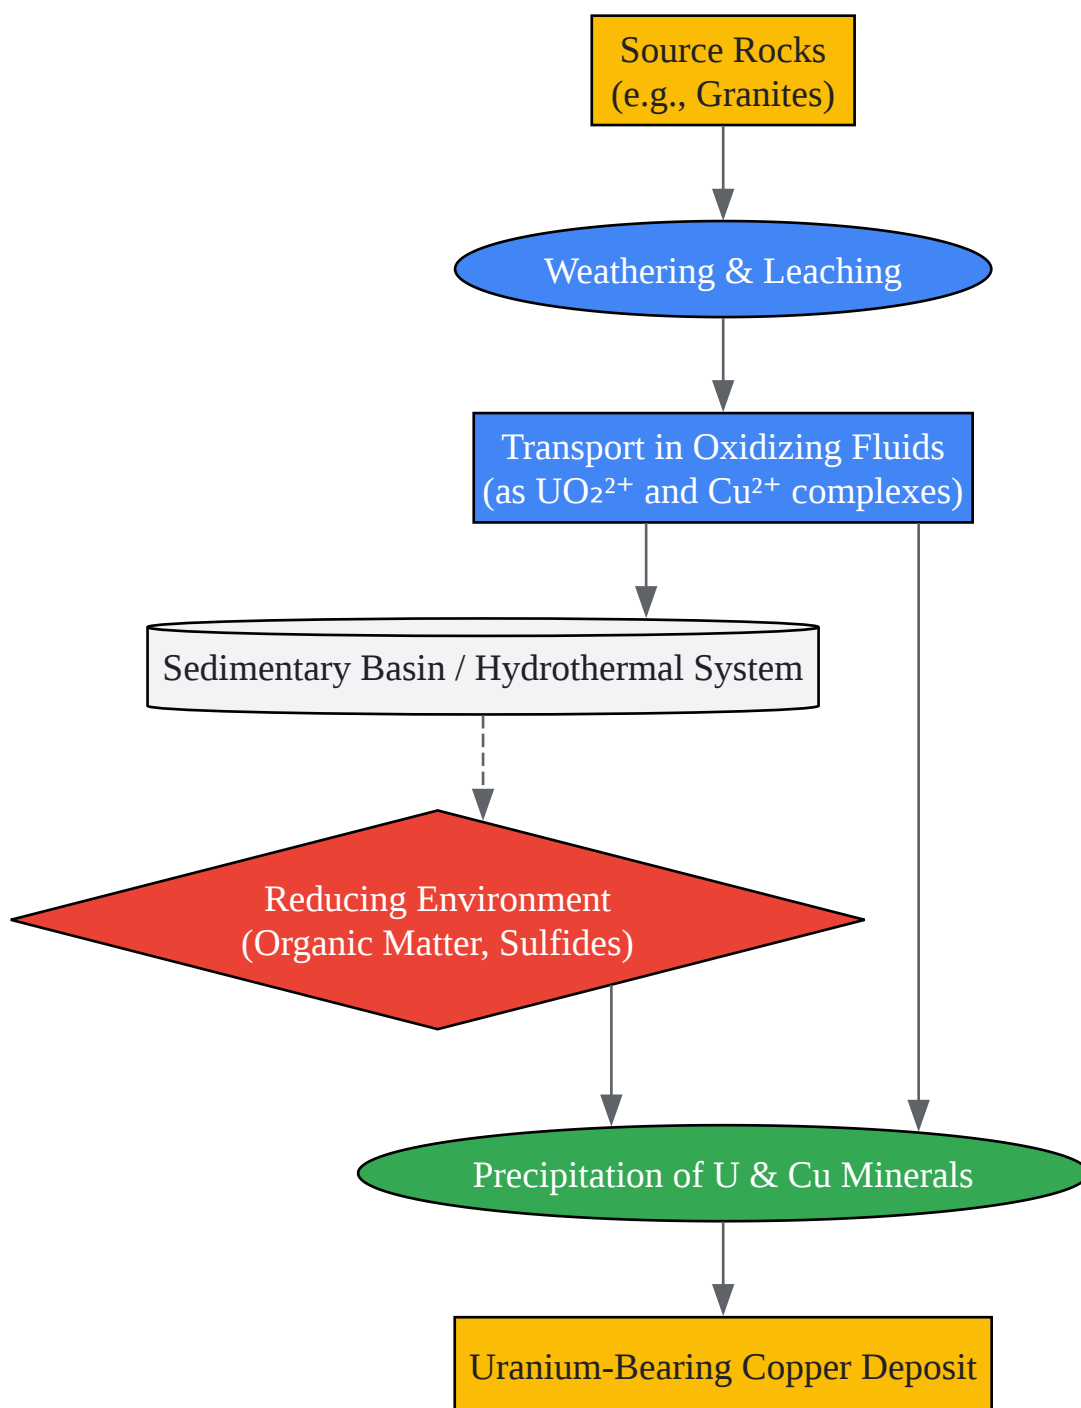 Source Rocks
(e.g., Granites)
Weathering & Leaching
Transport in Oxidizing Fluids
(as UO₂²⁺ and Cu²⁺ complexes)
Sedimentary Basin / Hydrothermal System
Reducing Environment
(Organic Matter, Sulfides)
Precipitation of U & Cu Minerals
Uranium-Bearing Copper Deposit